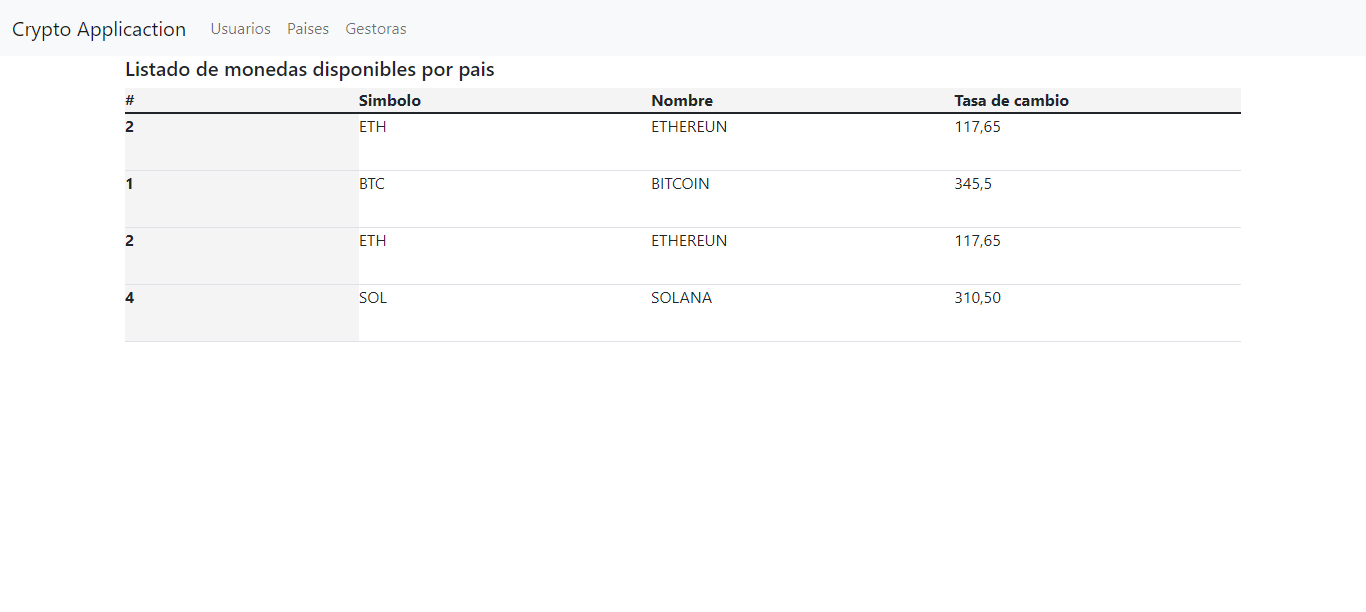 Crypto Applicaction Usuarios Paises Gestoras
Listado de monedas disponibles por pais
# Simbolo Nombre Tasa de cambio
2 ETH ETHEREUN 117,65
1 BTC BITCOIN 345,5
2 ETH ETHEREUN 117,65
4 SOL SOLANA 310,50